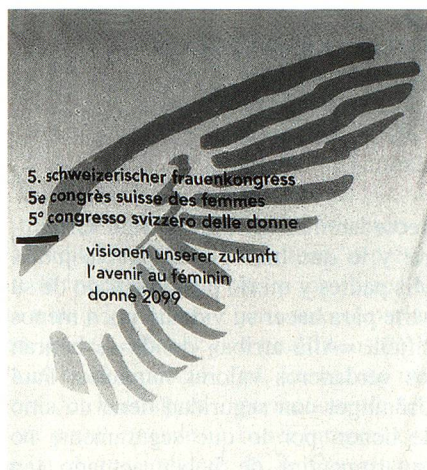 5. schweizerischer frauenkongress
5e congrès suisse des femmes
5° congresso svizzero delle donne
visionen unserer zukunft
l'avenir au féminin
donne 2099